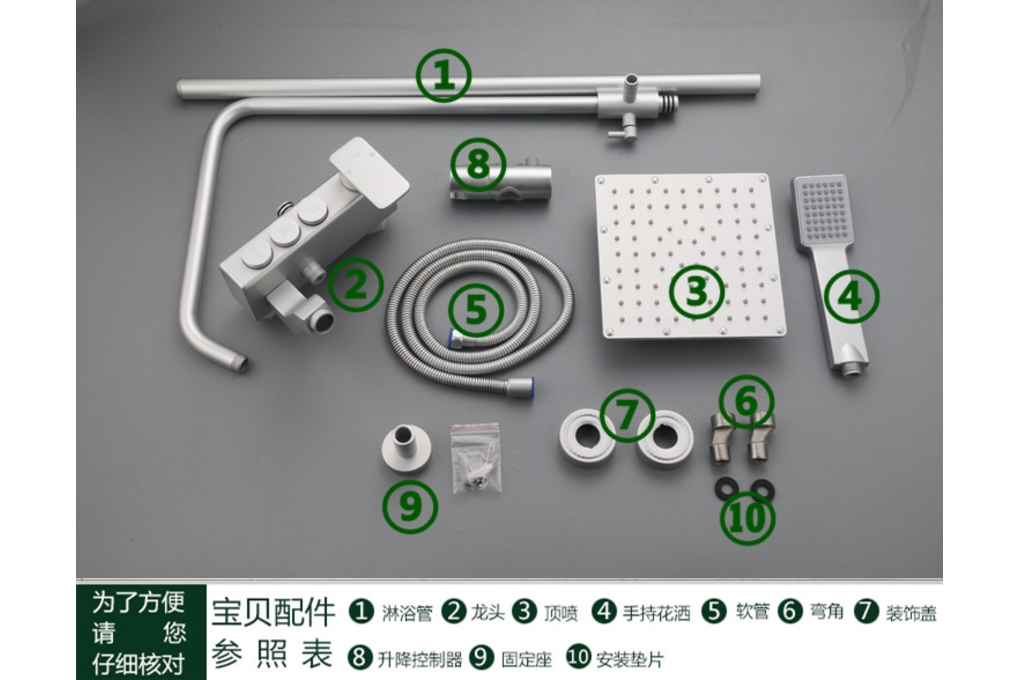 ①
⑧
②
③
④
⑤
⑥
⑦
⑨
⑩
为了方便
请 您
仔细核对
宝贝配件
参照表
① 淋浴管 ② 龙头 ③ 顶喷 ④ 手持花洒 ⑤ 软管 ⑥ 弯角 ⑦ 装饰盖
⑧ 升降控制器 ⑨ 固定座 ⑩ 安装垫片